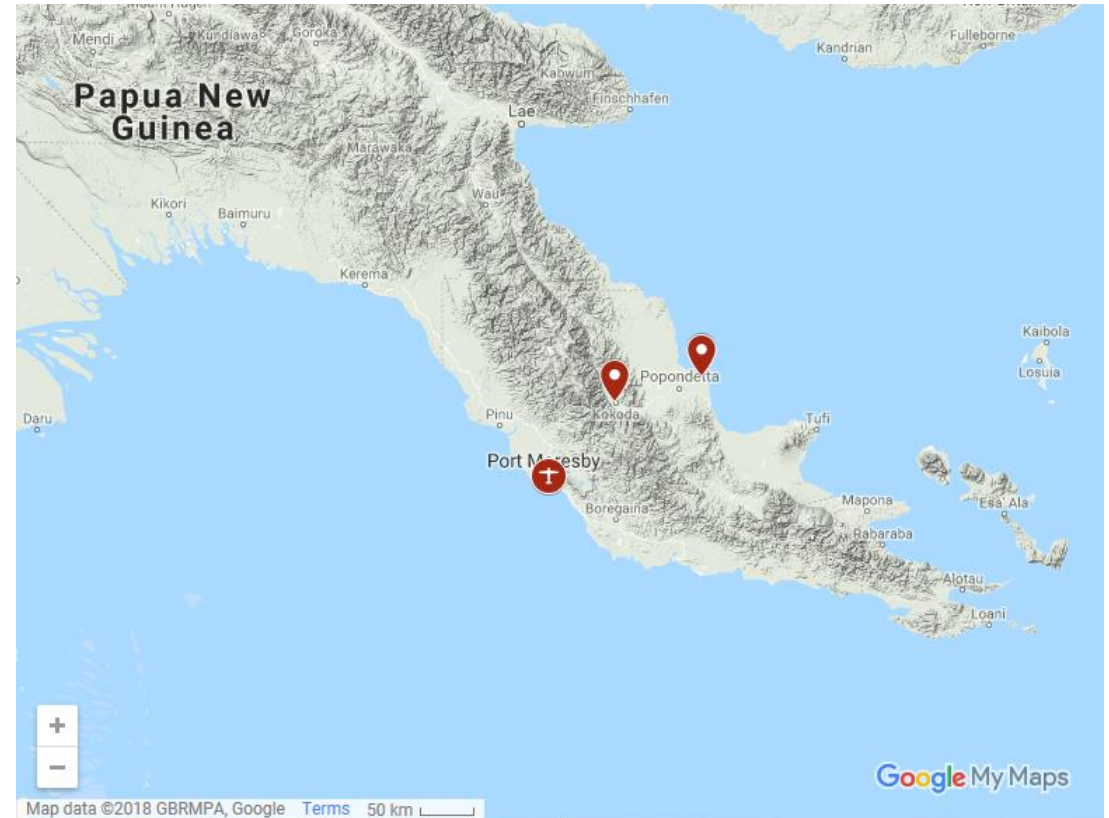 Mount Hagen
Mendi
Kundiawa
Goroka
Kandrian
Fulleborne
Kabwum
Papua New
Guinea
Finschhafen
Lae
Marawaka
Wau
Kikori
Baimuru
Kerema
Kaibola
Losuia
Popondetta
Daru
Pinu
Kokoda
Tufi
Port Moresby
Boregaina
Mapona
Esa' Ala
Rabaraba
Alotau
Loani
+
−
Google My Maps
Map data ©2018 GBRMPA, Google Terms 50 km